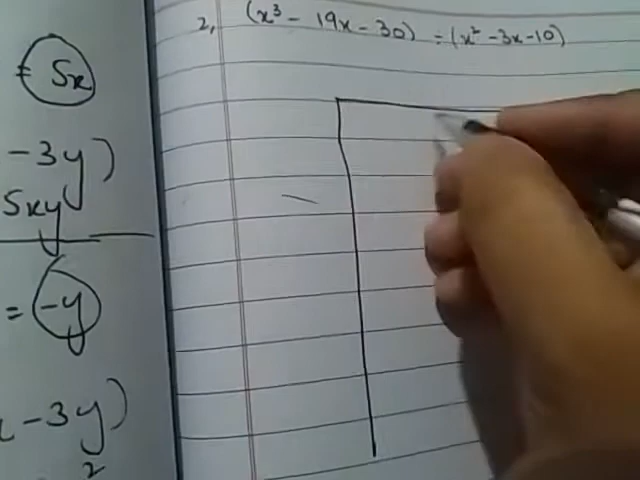 2, (x³ - 19x - 30) ÷ (x² - 3x - 10)
= 5x
- 3y)
5xy
= -y
- 3y)
2